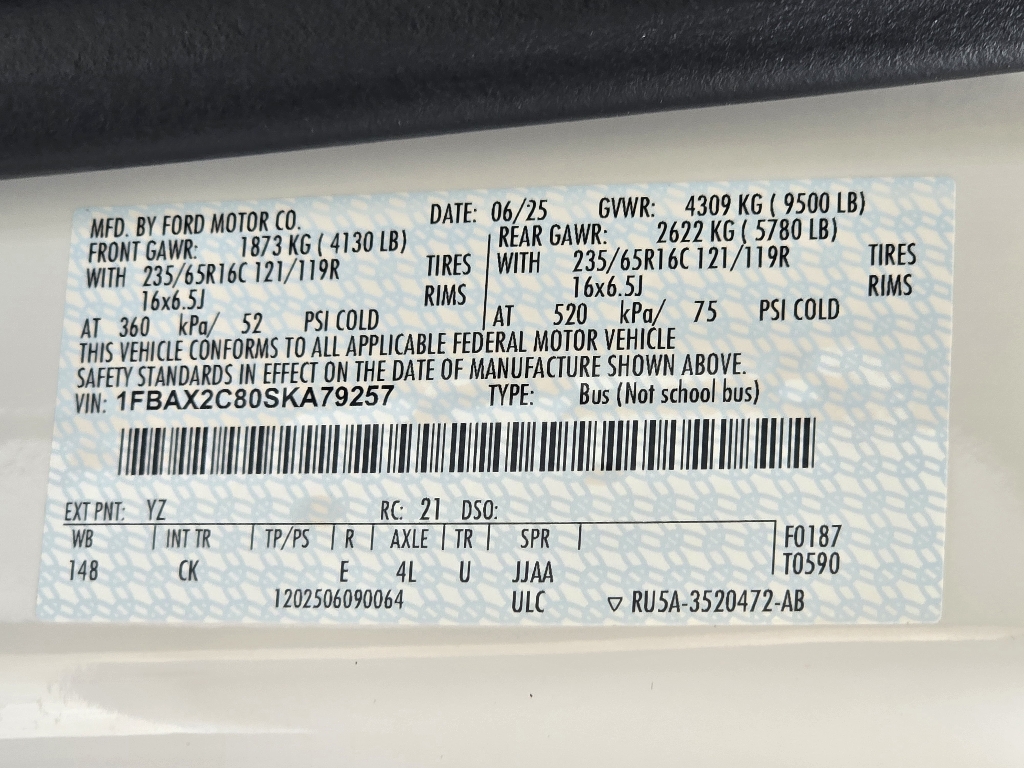 MFD. BY FORD MOTOR CO. DATE: 06/25 GVWR: 4309 KG ( 9500 LB)
FRONT GAWR: 1873 KG ( 4130 LB) REAR GAWR: 2622 KG ( 5780 LB)
WITH 235/65R16C 121/119R TIRES WITH 235/65R16C 121/119R TIRES
16x6.5J RIMS 16x6.5J RIMS
AT 360 kPa/ 52 PSI COLD AT 520 kPa/ 75 PSI COLD
THIS VEHICLE CONFORMS TO ALL APPLICABLE FEDERAL MOTOR VEHICLE
SAFETY STANDARDS IN EFFECT ON THE DATE OF MANUFACTURE SHOWN ABOVE.
VIN: 1FBAX2C80SKA79257 TYPE: Bus (Not school bus)
EXT PNT: YZ RC: 21 DSO:
WB INT TR TP/PS R AXLE TR SPR F0187
148 CK E 4L U JJAA T0590
1202506090064 ULC ▽ RU5A-3520472-AB